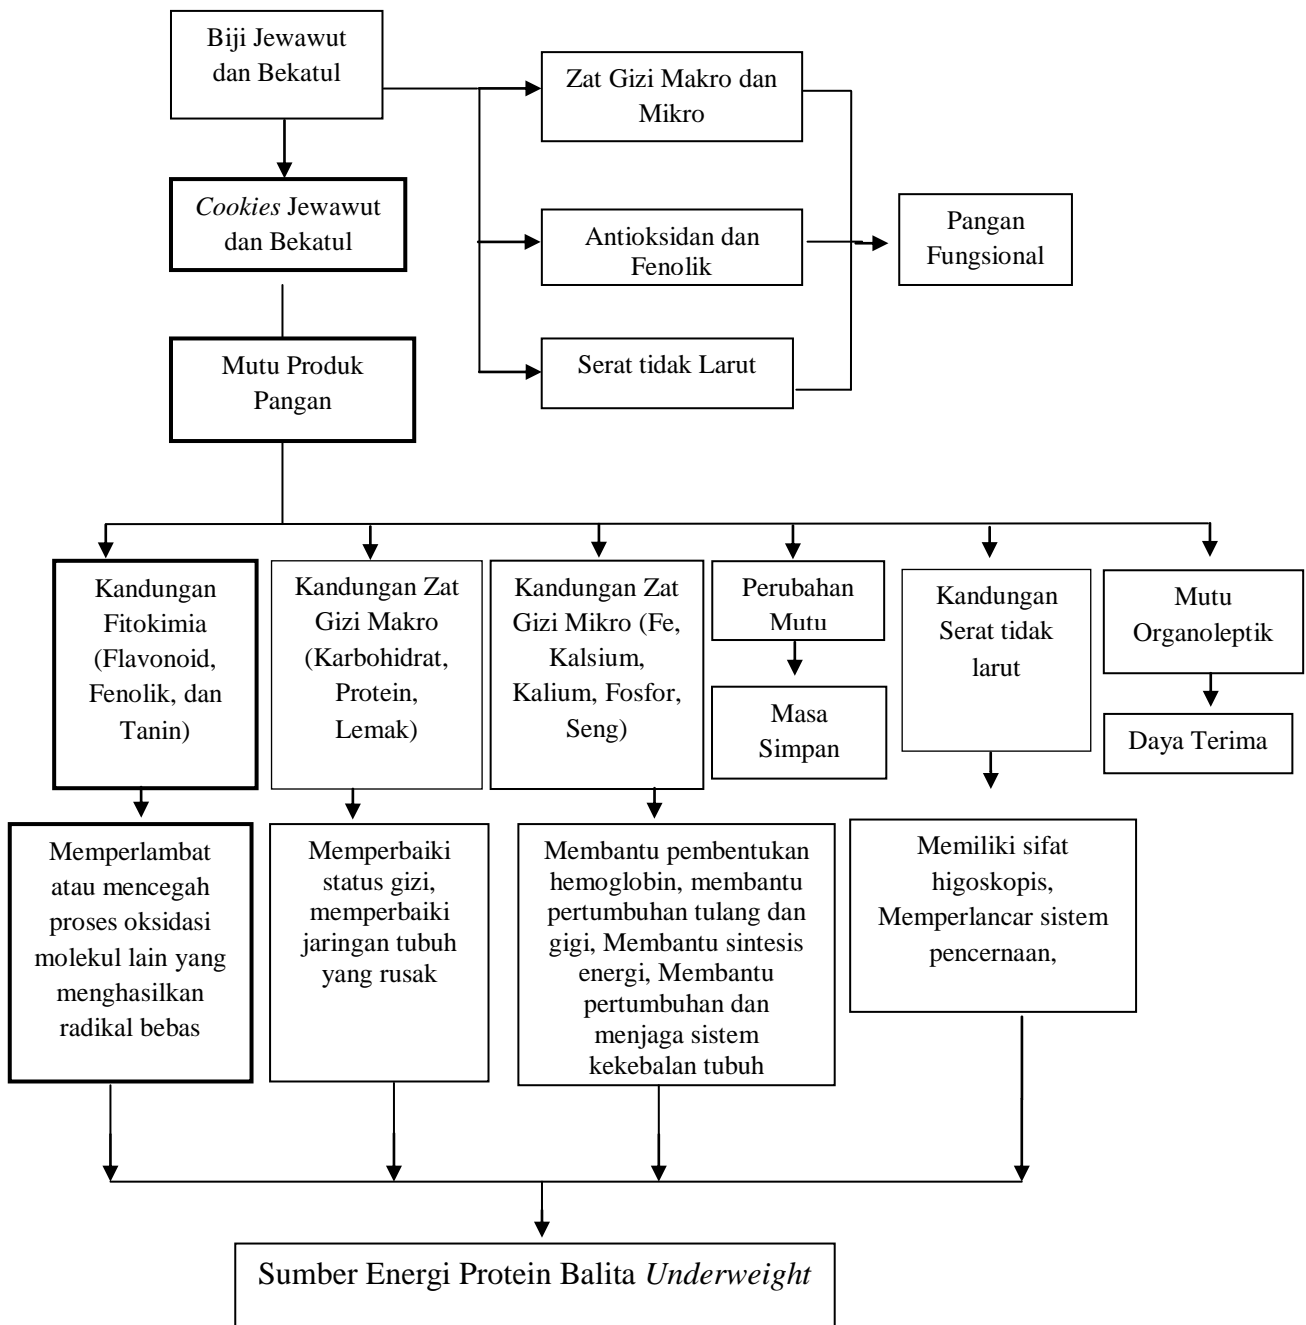 Biji Jewawut
dan Bekatul
Zat Gizi Makro dan
Mikro
Cookies Jewawut
dan Bekatul
Antioksidan dan
Fenolik
Pangan
Fungsional
Mutu Produk
Pangan
Serat tidak Larut
Kandungan
Fitokimia
(Flavonoid,
Fenolik, dan
Tanin)
Kandungan Zat
Gizi Makro
(Karbohidrat,
Protein,
Lemak)
Kandungan Zat
Gizi Mikro (Fe,
Kalsium,
Kalium, Fosfor,
Seng)
Perubahan
Mutu
Masa
Simpan
Kandungan
Serat tidak
larut
Mutu
Organoleptik
Daya Terima
Memperlambat
atau mencegah
proses oksidasi
molekul lain yang
menghasilkan
radikal bebas
Memperbaiki
status gizi,
memperbaiki
jaringan tubuh
yang rusak
Membantu pembentukan
hemoglobin, membantu
pertumbuhan tulang dan
gigi, Membantu sintesis
energi, Membantu
pertumbuhan dan
menjaga sistem
kekebalan tubuh
Memiliki sifat
higoskopis,
Memperlancar sistem
pencernaan,
Sumber Energi Protein Balita Underweight